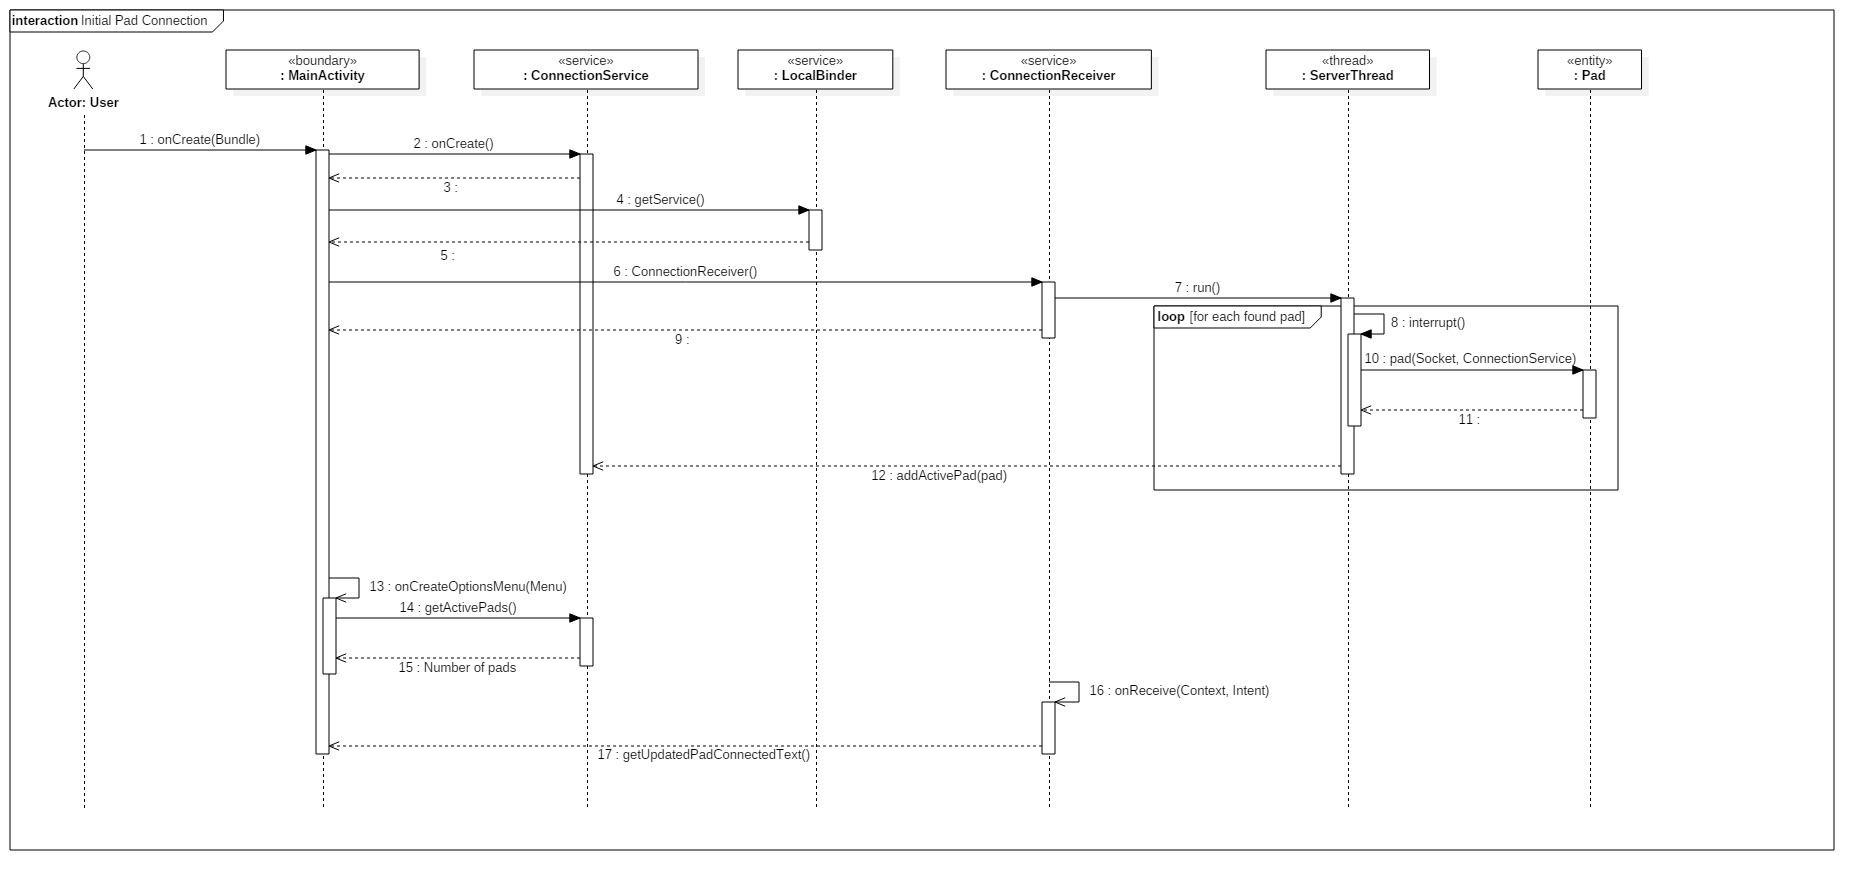 interaction Initial Pad Connection
«boundary»
: MainActivity
«service»
: ConnectionService
«service»
: LocalBinder
«service»
: ConnectionReceiver
«thread»
: ServerThread
«entity»
: Pad
Actor: User
1 : onCreate(Bundle)
2 : onCreate()
3 :
4 : getService()
5 :
6 : ConnectionReceiver()
7 : run()
loop [for each found pad]
8 : interrupt()
9 :
10 : pad(Socket, ConnectionService)
11 :
12 : addActivePad(pad)
13 : onCreateOptionsMenu(Menu)
14 : getActivePads()
15 : Number of pads
16 : onReceive(Context, Intent)
17 : getUpdatedPadConnectedText()